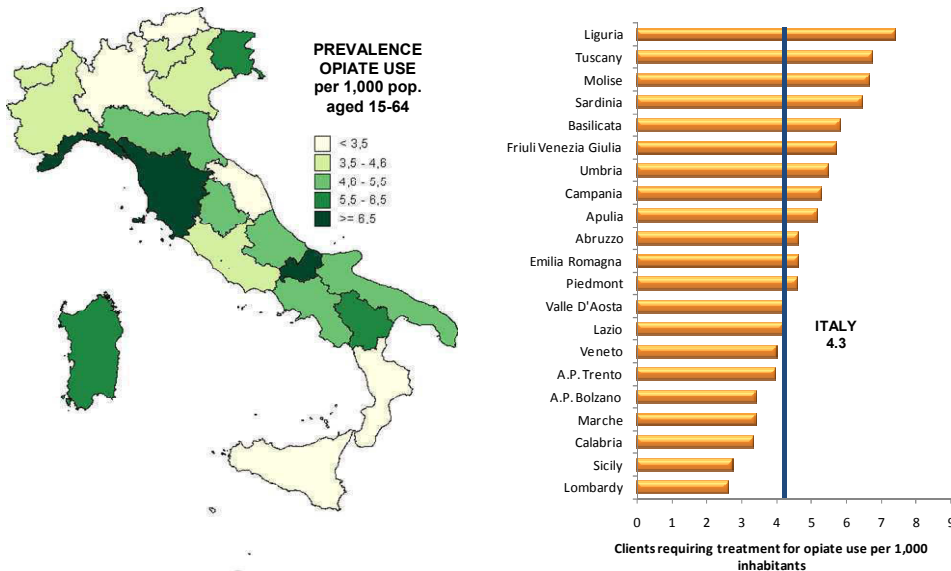 PREVALENCE
OPIATE USE
per 1,000 pop.
aged 15-64
< 3,5
3,5 - 4,6
4,6 - 5,5
5,5 - 6,5
>= 6,5
Liguria
Tuscany
Molise
Sardinia
Basilicata
Friuli Venezia Giulia
Umbria
Campania
Apulia
Abruzzo
Emilia Romagna
Piedmont
Valle D'Aosta
Lazio
Veneto
A.P. Trento
A.P. Bolzano
Marche
Calabria
Sicily
Lombardy
ITALY
4.3
0 1 2 3 4 5 6 7 8 9
Clients requiring treatment for opiate use per 1,000
inhabitants